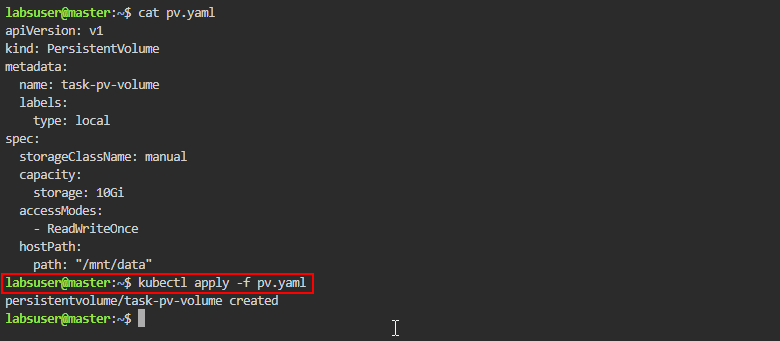 labsuser@master:~$ cat pv.yaml
apiVersion: v1
kind: PersistentVolume
metadata:
  name: task-pv-volume
  labels:
    type: local
spec:
  storageClassName: manual
  capacity:
    storage: 10Gi
  accessModes:
    - ReadWriteOnce
  hostPath:
    path: "/mnt/data"
labsuser@master:~$ kubectl apply -f pv.yaml
persistentvolume/task-pv-volume created
labsuser@master:~$